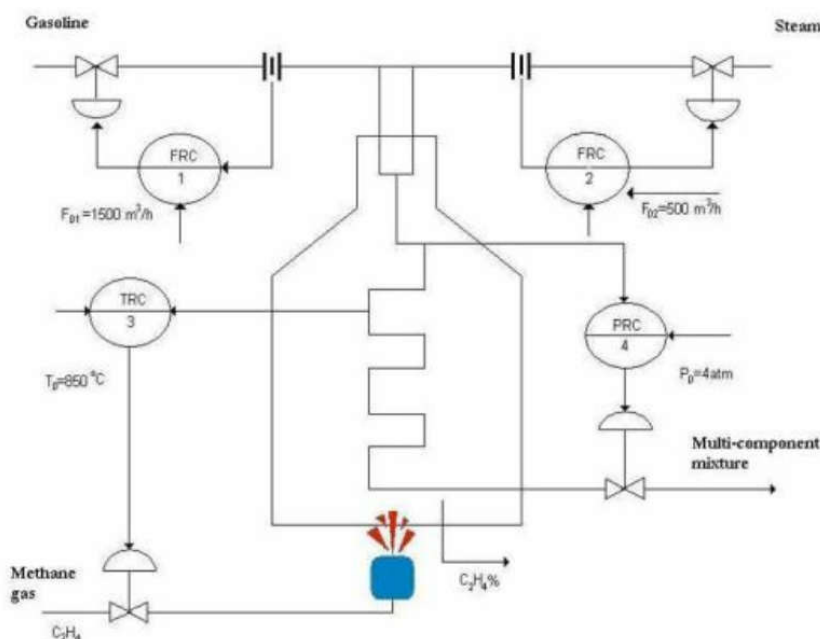 Gasoline
Steam
FRC
1
FRC
2
F₀₁ =1500 m³/h
F₀₂=500 m³/h
TRC
3
PRC
4
T₀=850 °C
P₀=4atm
Multi-component
mixture
Methane
gas
C₂H₄%
C₂H₄